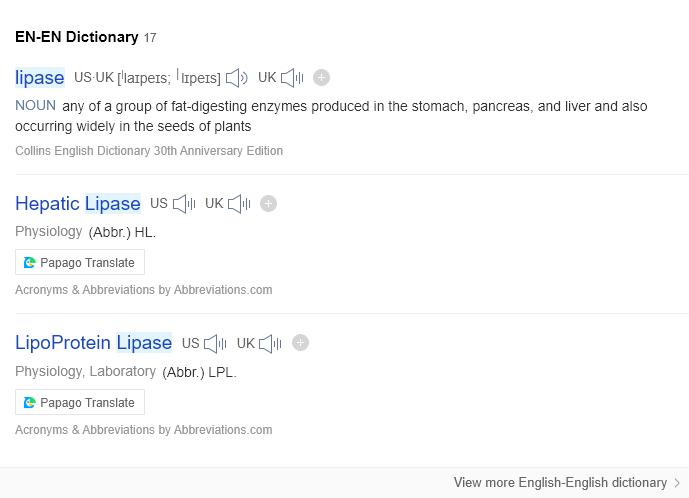 EN-EN Dictionary 17
lipase US·UK [ˈlaɪpeɪs; ˈlɪpeɪs] UK
NOUN any of a group of fat-digesting enzymes produced in the stomach, pancreas, and liver and also
occurring widely in the seeds of plants
Collins English Dictionary 30th Anniversary Edition
Hepatic Lipase US UK
Physiology (Abbr.) HL.
Papago Translate
Acronyms & Abbreviations by Abbreviations.com
LipoProtein Lipase US UK
Physiology, Laboratory (Abbr.) LPL.
Papago Translate
Acronyms & Abbreviations by Abbreviations.com
View more English-English dictionary